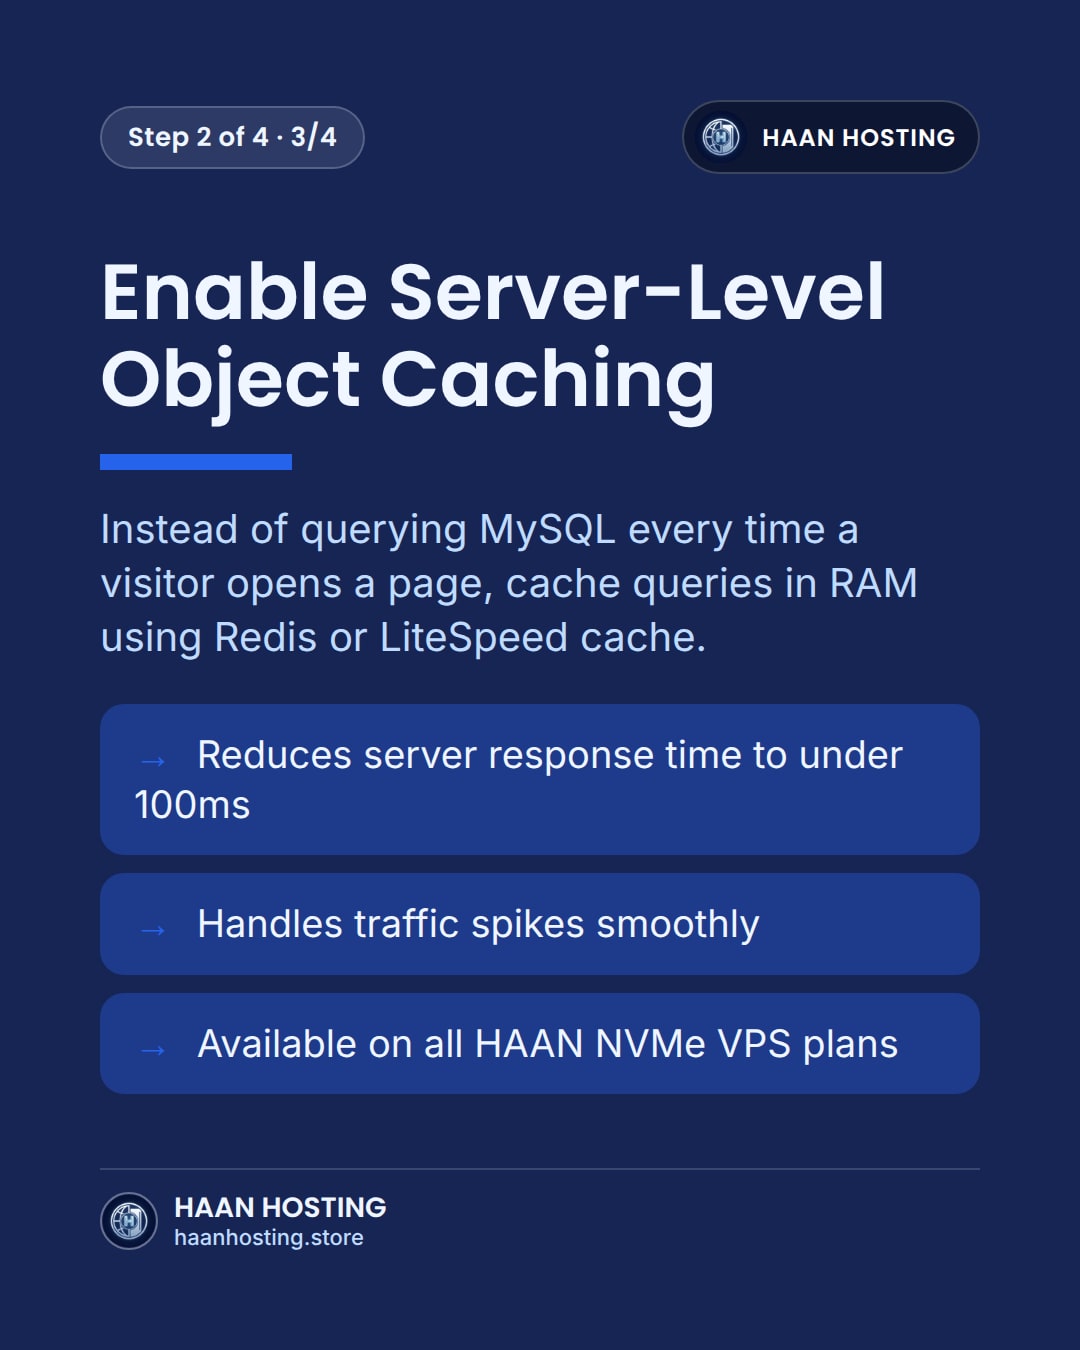 Step 2 of 4 · 3/4
HAAN HOSTING
Enable Server-Level
Object Caching
Instead of querying MySQL every time a
visitor opens a page, cache queries in RAM
using Redis or LiteSpeed cache.
→ Reduces server response time to under
100ms
→ Handles traffic spikes smoothly
→ Available on all HAAN NVMe VPS plans
HAAN HOSTING
haanhosting.store